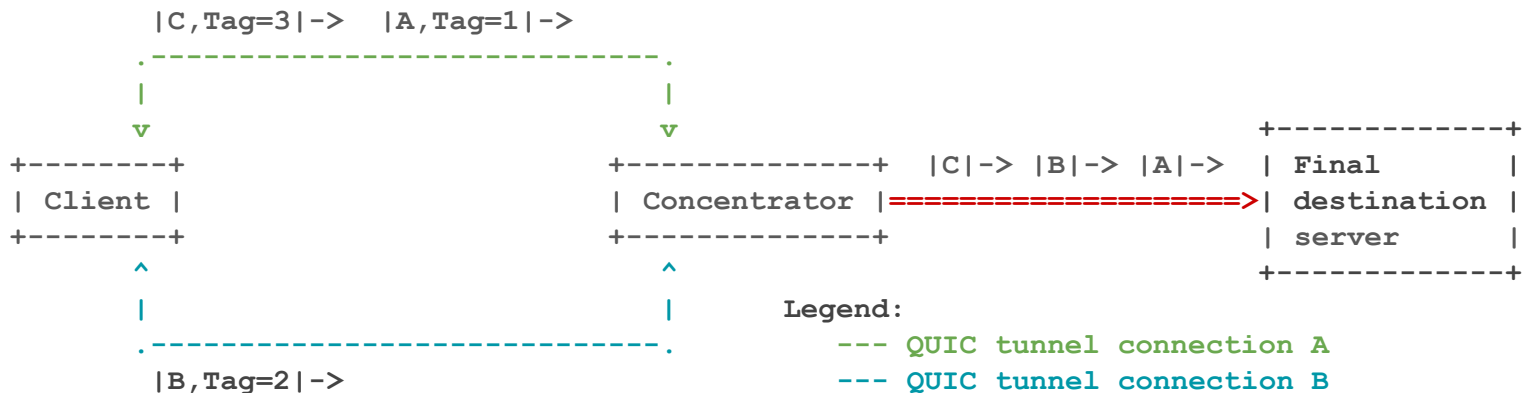 |C,Tag=3|-> |A,Tag=1|->
.-----------------------------.
| |
v v
+-------------+
+--------+ +--------------+ |C|-> |B|-> |A|-> | Final |
| Client | | Concentrator |====================>| destination |
+--------+ +--------------+ | server |
^ ^ +-------------+
| | Legend:
.-----------------------------. --- QUIC tunnel connection A
|B,Tag=2|-> --- QUIC tunnel connection B